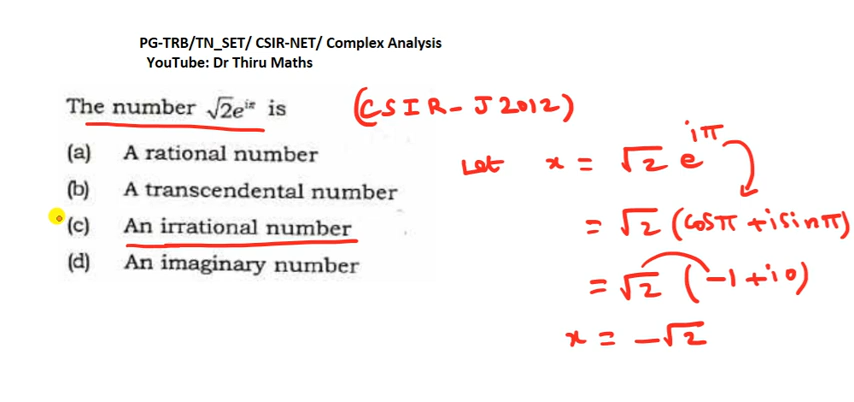 PG-TRB/TN_SET/ CSIR-NET/ Complex Analysis
YouTube: Dr Thiru Maths
The number √2e^{iπ} is
(CSIR - J 2012)
(a) A rational number
(b) A transcendental number
(c) An irrational number
(d) An imaginary number
Let x = √2 e^{iπ}
= √2 (cosπ + i sinπ)
= √2 (-1 + i0)
x = -√2